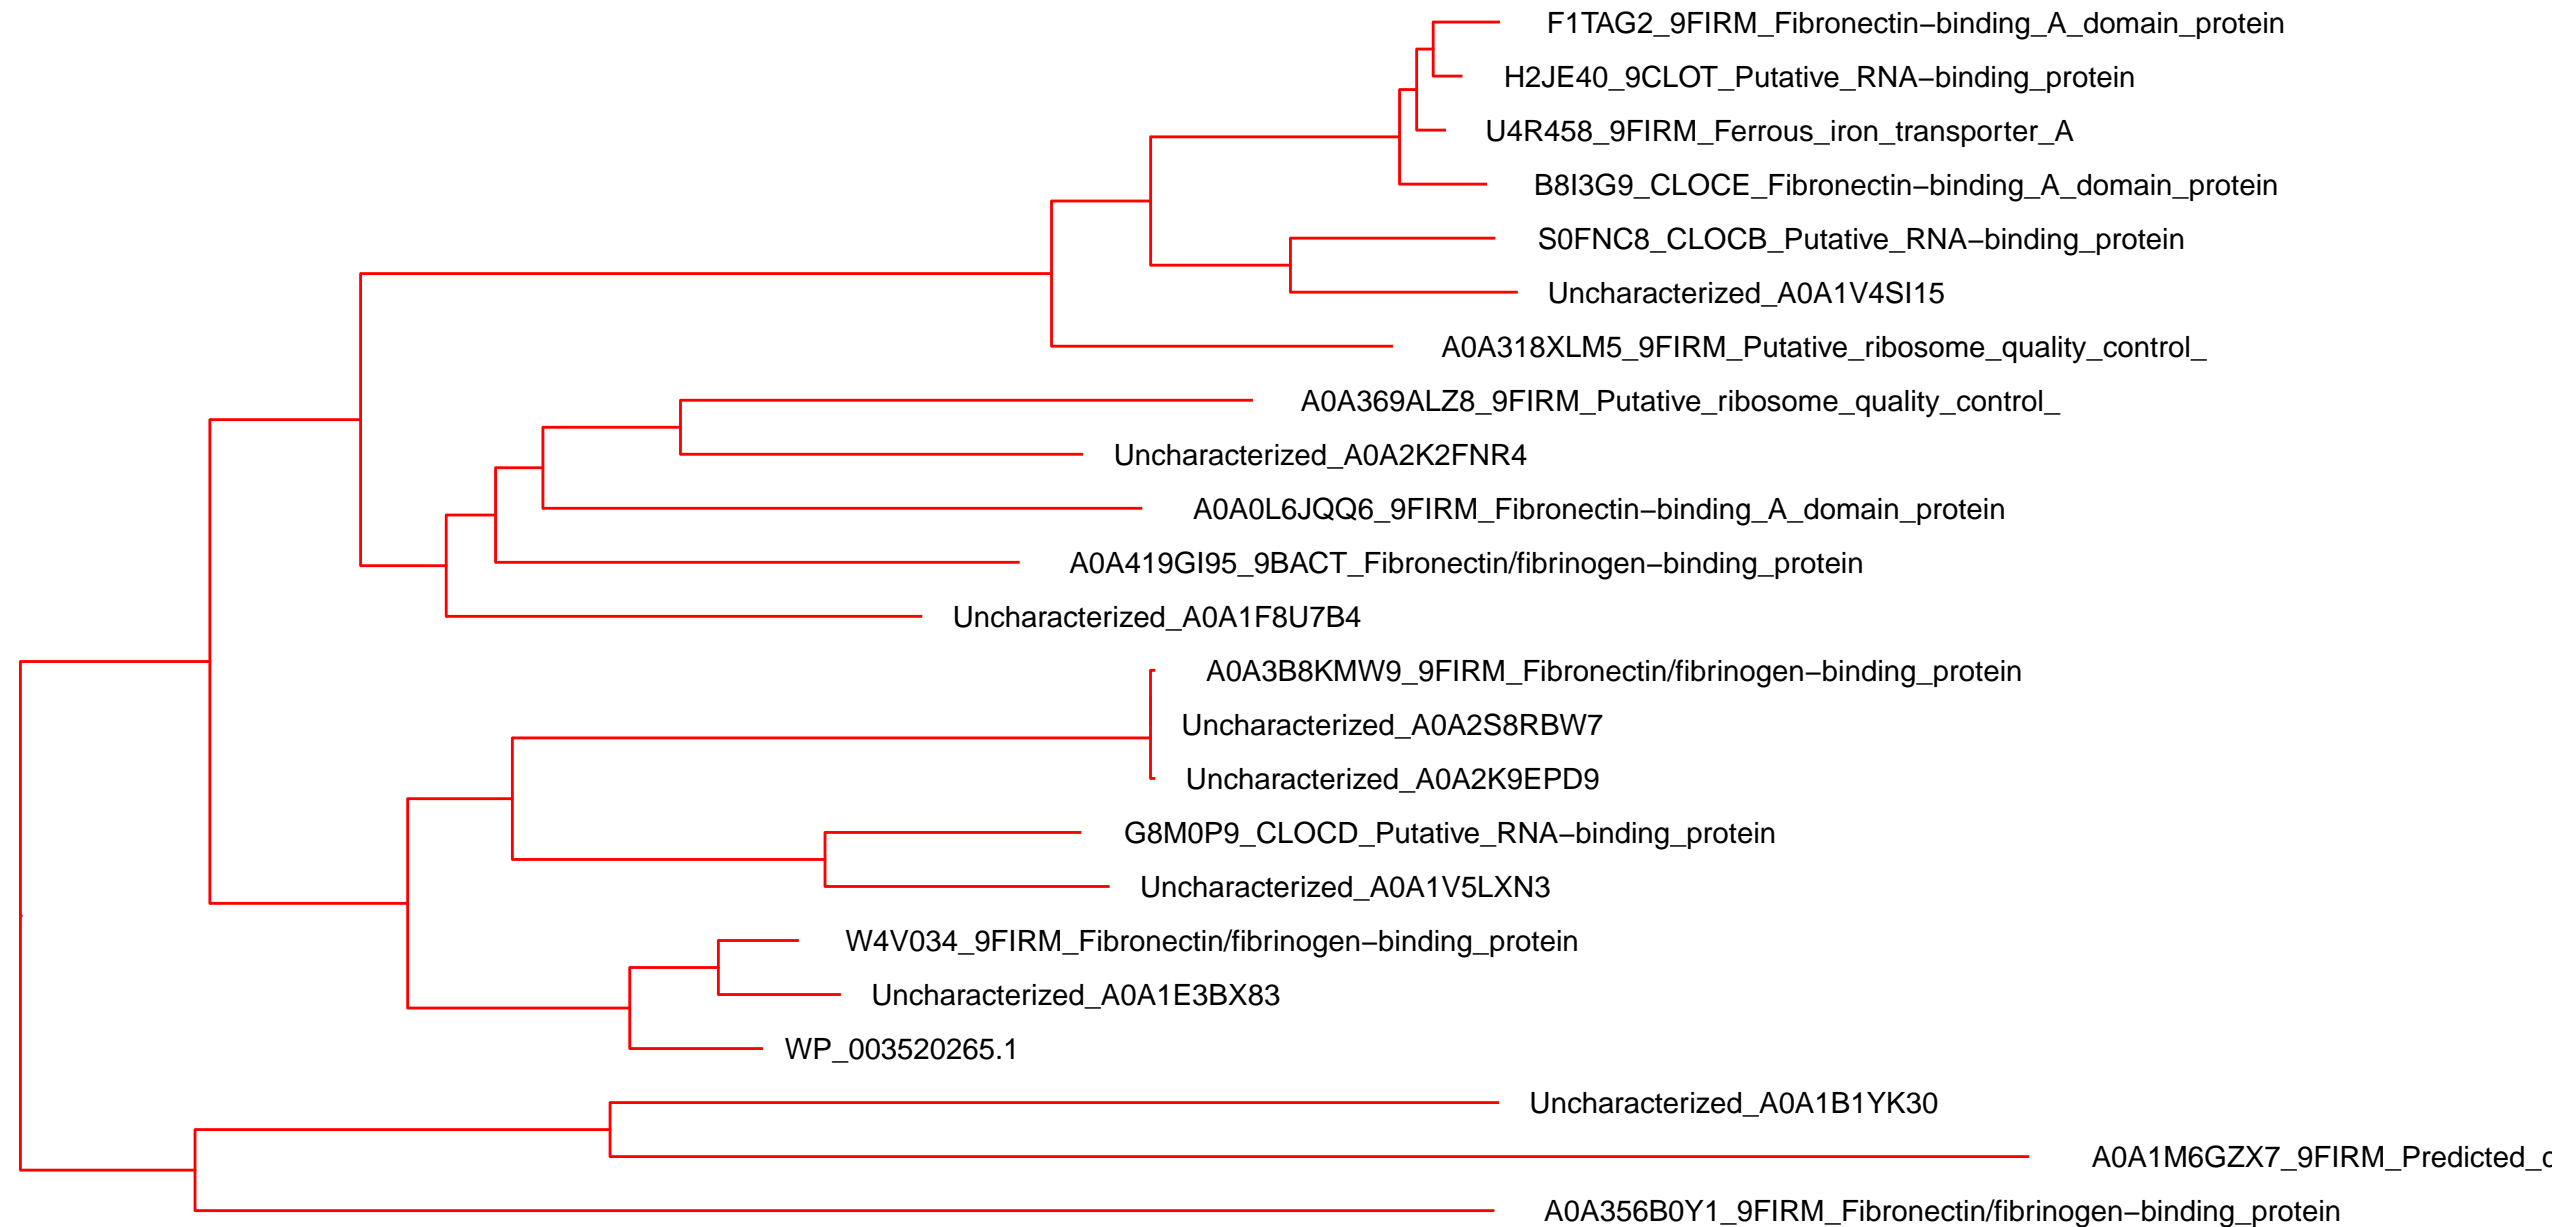 F1TAG2_9FIRM_Fibronectin−binding_A_domain_protein
H2JE40_9CLOT_Putative_RNA−binding_protein
U4R458_9FIRM_Ferrous_iron_transporter_A
B8I3G9_CLOCE_Fibronectin−binding_A_domain_protein
S0FNC8_CLOCB_Putative_RNA−binding_protein
Uncharacterized_A0A1V4SI15
A0A318XLM5_9FIRM_Putative_ribosome_quality_control_
A0A369ALZ8_9FIRM_Putative_ribosome_quality_control_
Uncharacterized_A0A2K2FNR4
A0A0L6JQQ6_9FIRM_Fibronectin−binding_A_domain_protein
A0A419GI95_9BACT_Fibronectin/fibrinogen−binding_protein
Uncharacterized_A0A1F8U7B4
A0A3B8KMW9_9FIRM_Fibronectin/fibrinogen−binding_protein
Uncharacterized_A0A2S8RBW7
Uncharacterized_A0A2K9EPD9
G8M0P9_CLOCD_Putative_RNA−binding_protein
Uncharacterized_A0A1V5LXN3
W4V034_9FIRM_Fibronectin/fibrinogen−binding_protein
Uncharacterized_A0A1E3BX83
WP_003520265.1
Uncharacterized_A0A1B1YK30
A0A1M6GZX7_9FIRM_Predicted_
A0A356B0Y1_9FIRM_Fibronectin/fibrinogen−binding_protein